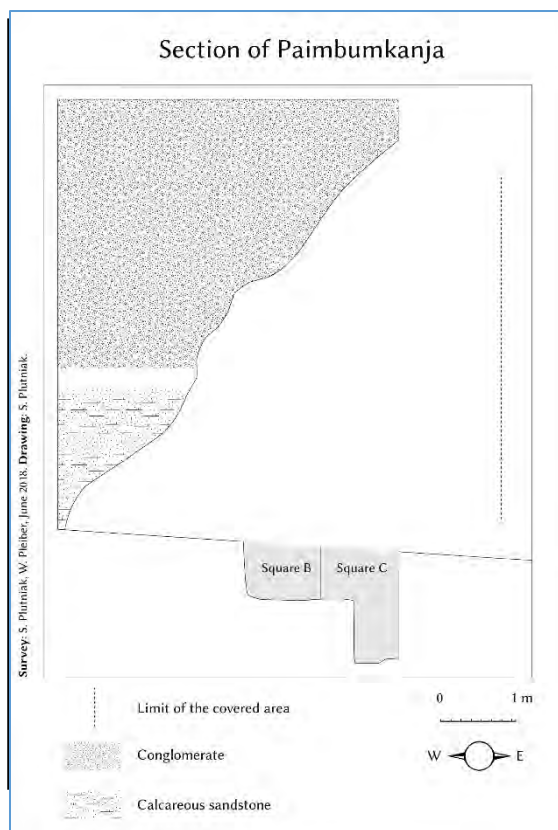 Section of Paimbumkanja
Survey: S. Plutniak, W. Pleiber, June 2018. Drawing: S. Plutniak.
Square B
Square C
Limit of the covered area
Conglomerate
Calcareous sandstone
0 1 m
W E